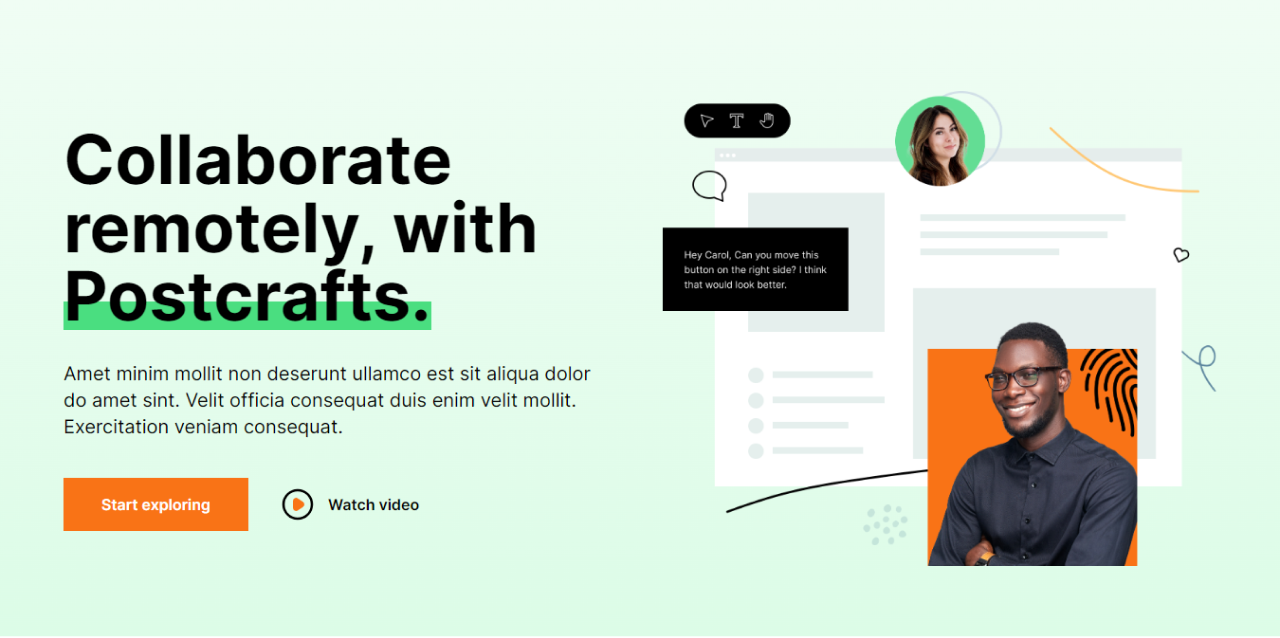 Collaborate
remotely, with
Postcrafts.
Amet minim mollit non deserunt ullamco est sit aliqua dolor
do amet sint. Velit officia consequat duis enim velit mollit.
Exercitation veniam consequat.
Start exploring
Watch video
T
Hey Carol, Can you move this
button on the right side? I think
that would look better.